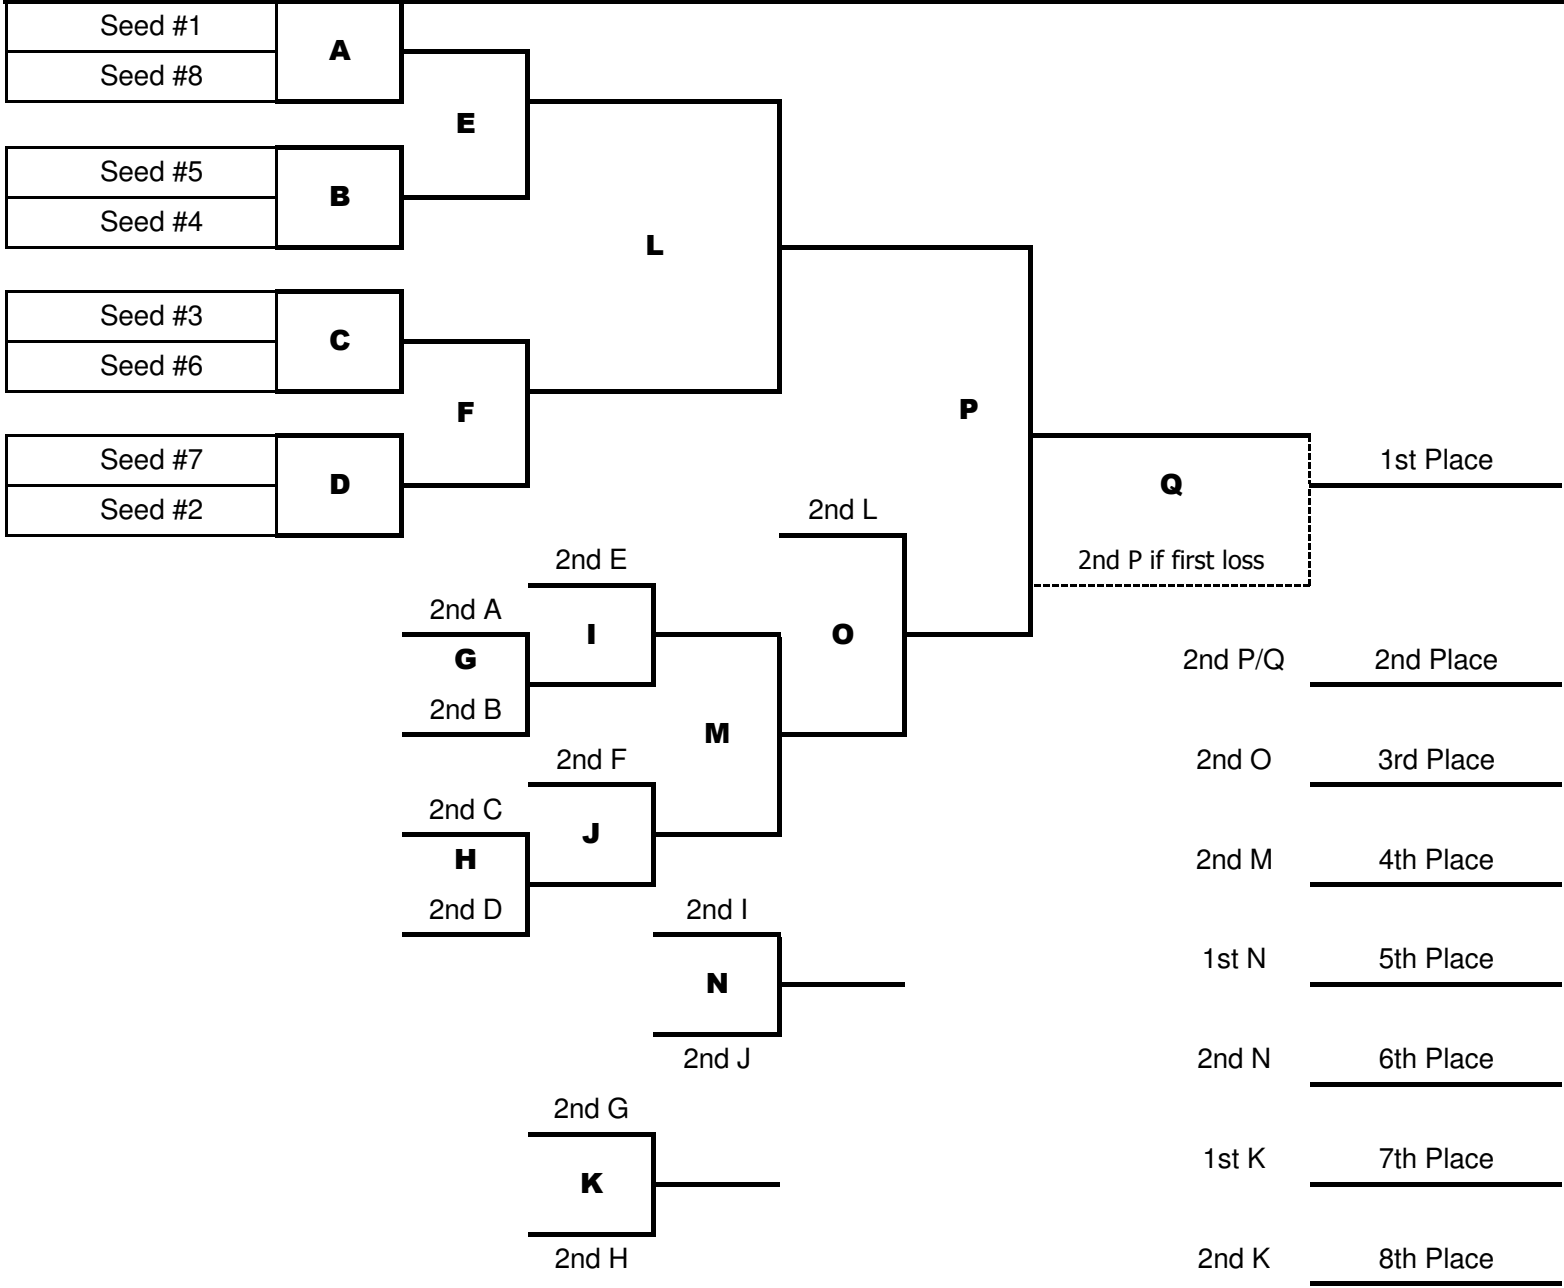 Seed #1
A
Seed #8
E
Seed #5
B
Seed #4
L
Seed #3
C
Seed #6
F
P
Seed #7
1st Place
D
Q
Seed #2
2nd L
2nd E
2nd P if first loss
2nd A
I
O
G
2nd P/Q
2nd Place
2nd B
M
2nd F
2nd O
3rd Place
2nd C
J
H
2nd M
4th Place
2nd D
2nd I
1st N
5th Place
N
2nd J
2nd N
6th Place
2nd G
1st K
7th Place
K
2nd H
2nd K
8th Place